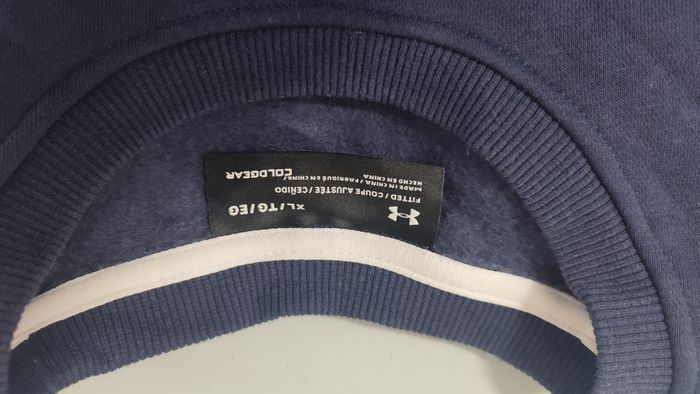 XL/TG/EG
FITTED / COUPE AJUSTÉE / CEÑIDO
MADE IN CHINA / FABRIQUÉ EN CHINE/
HECHO EN CHINA
COLDGEAR